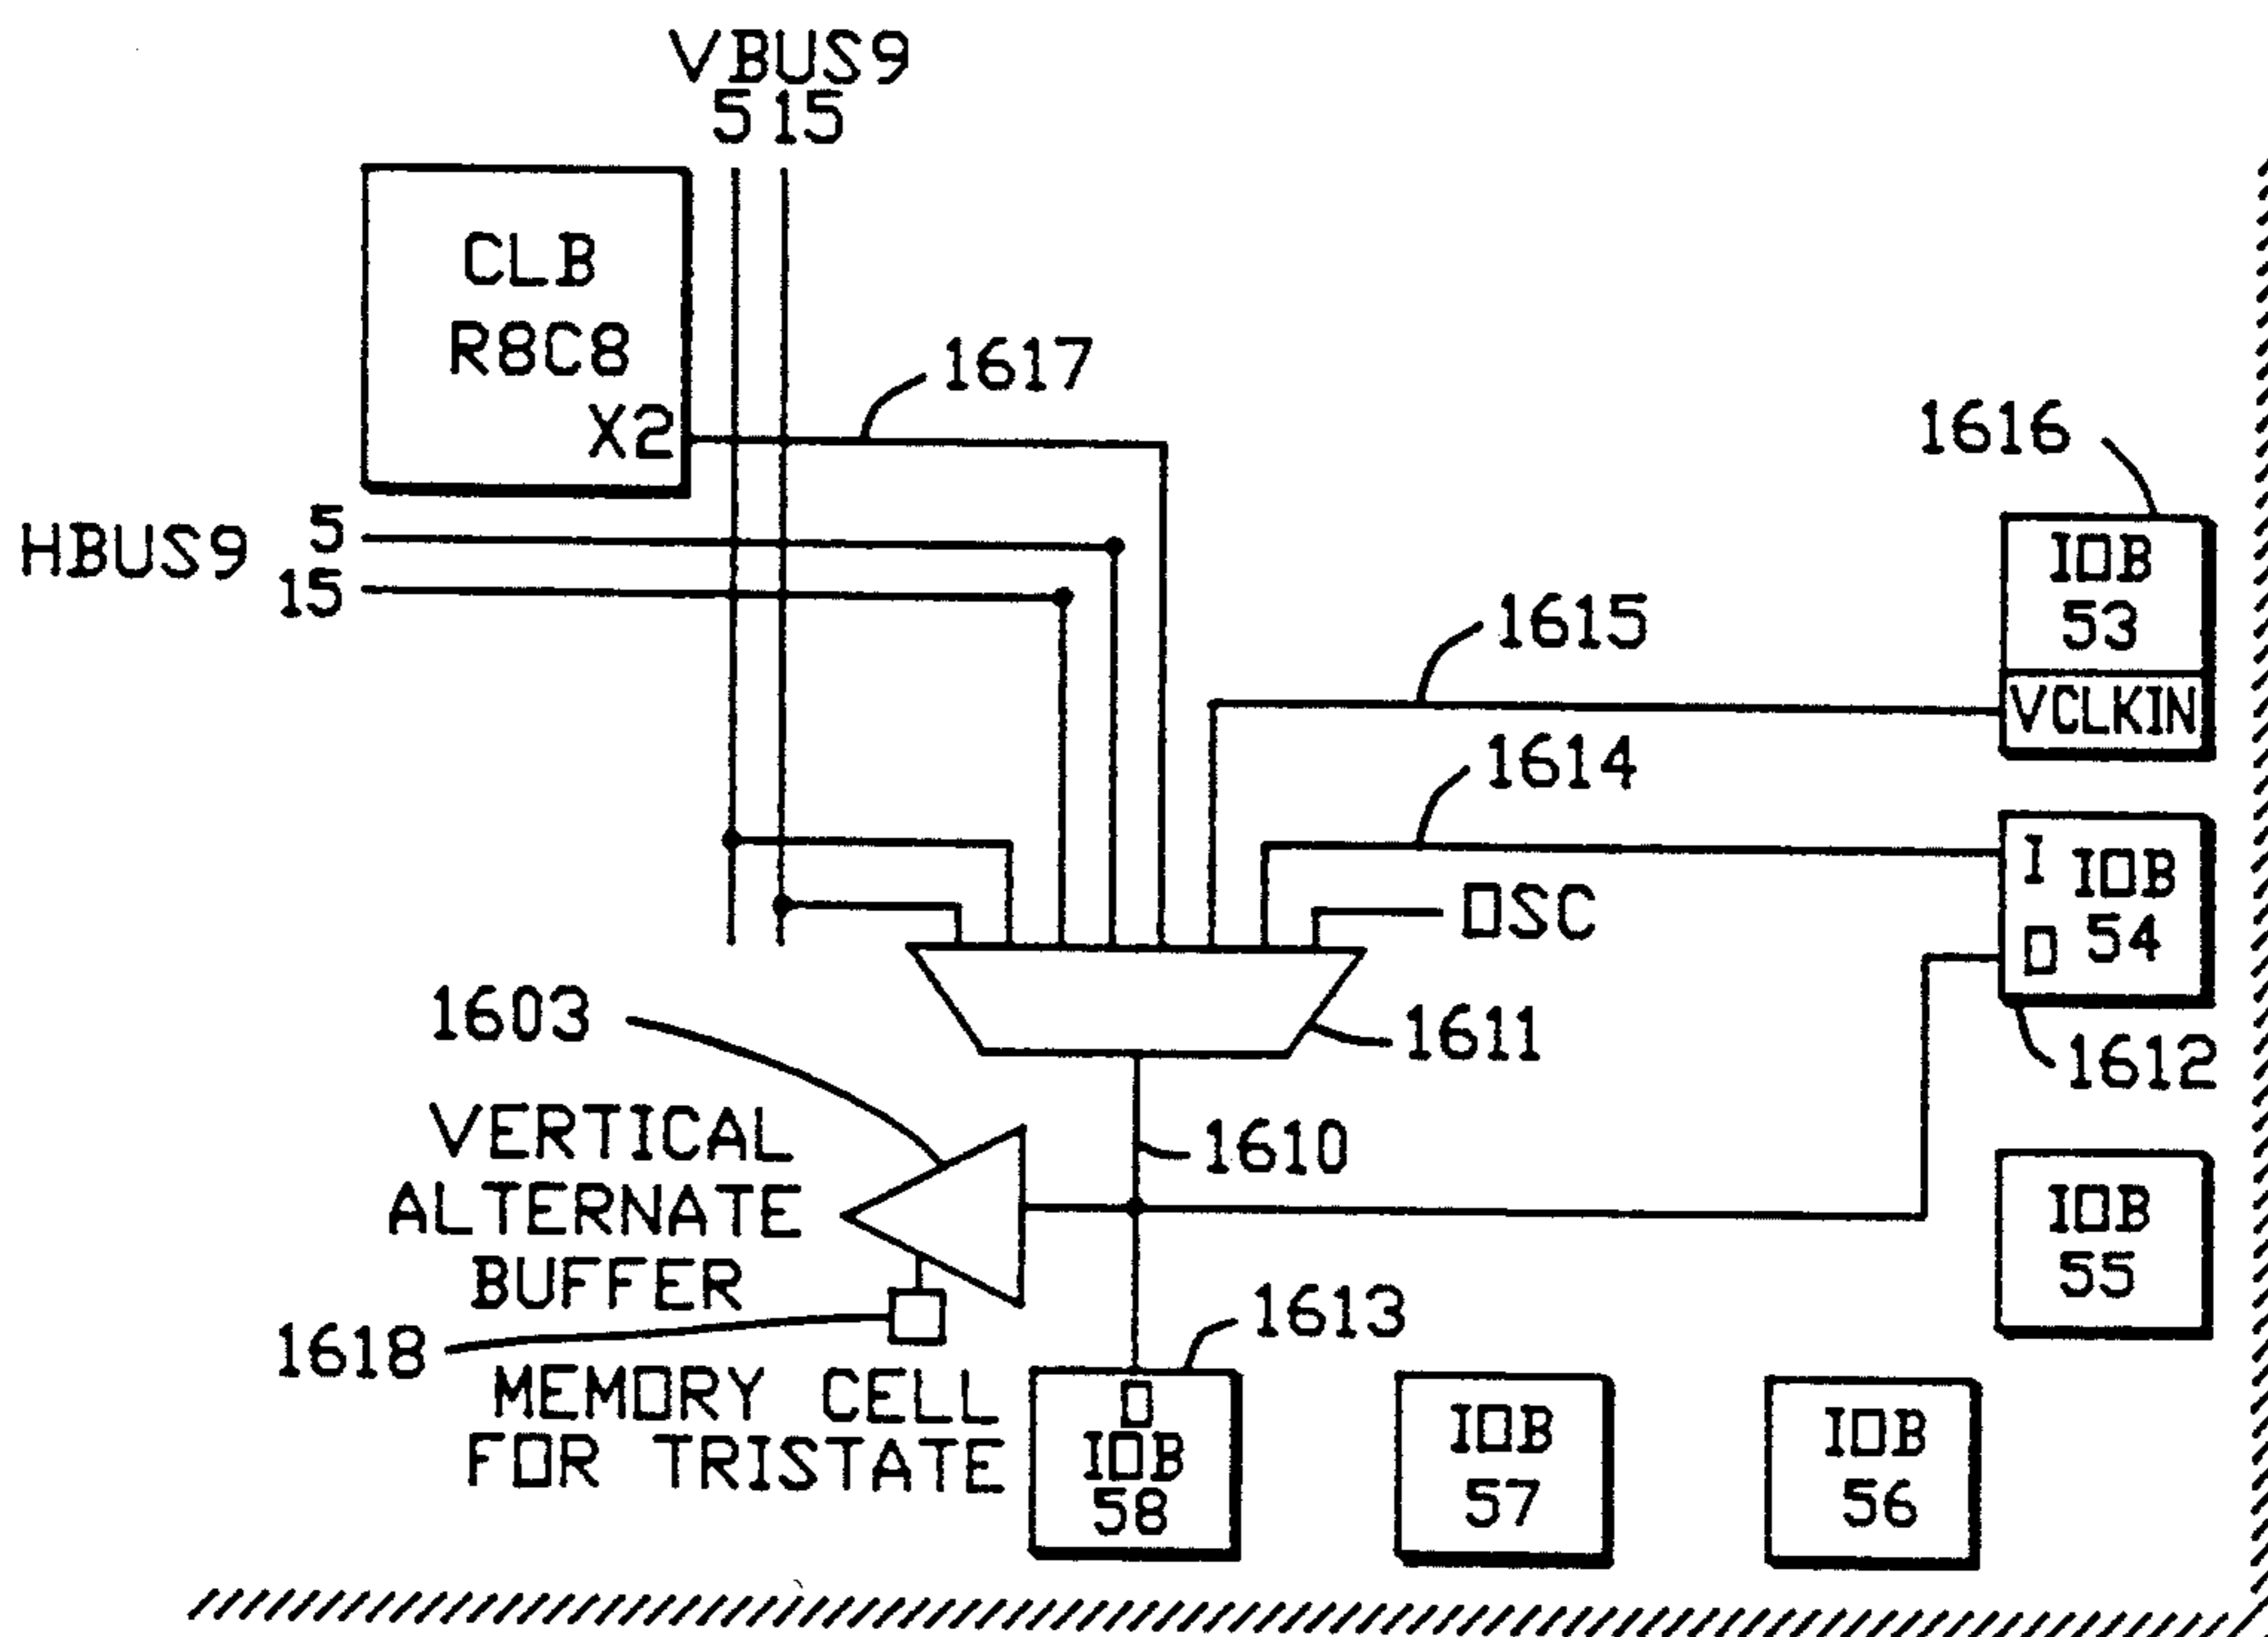 VBUS9
5 15
CLB
R8C8
X2
1617
1616
HBUS9
5
15
IOB
53
VCLKIN
1615
1614
I IOB
54
O
OSC
1603
1611
1612
VERTICAL
ALTERNATE
BUFFER
1610
IOB
55
1618
1613
MEMORY CELL
FOR TRISTATE
O
IOB
58
IOB
57
IOB
56